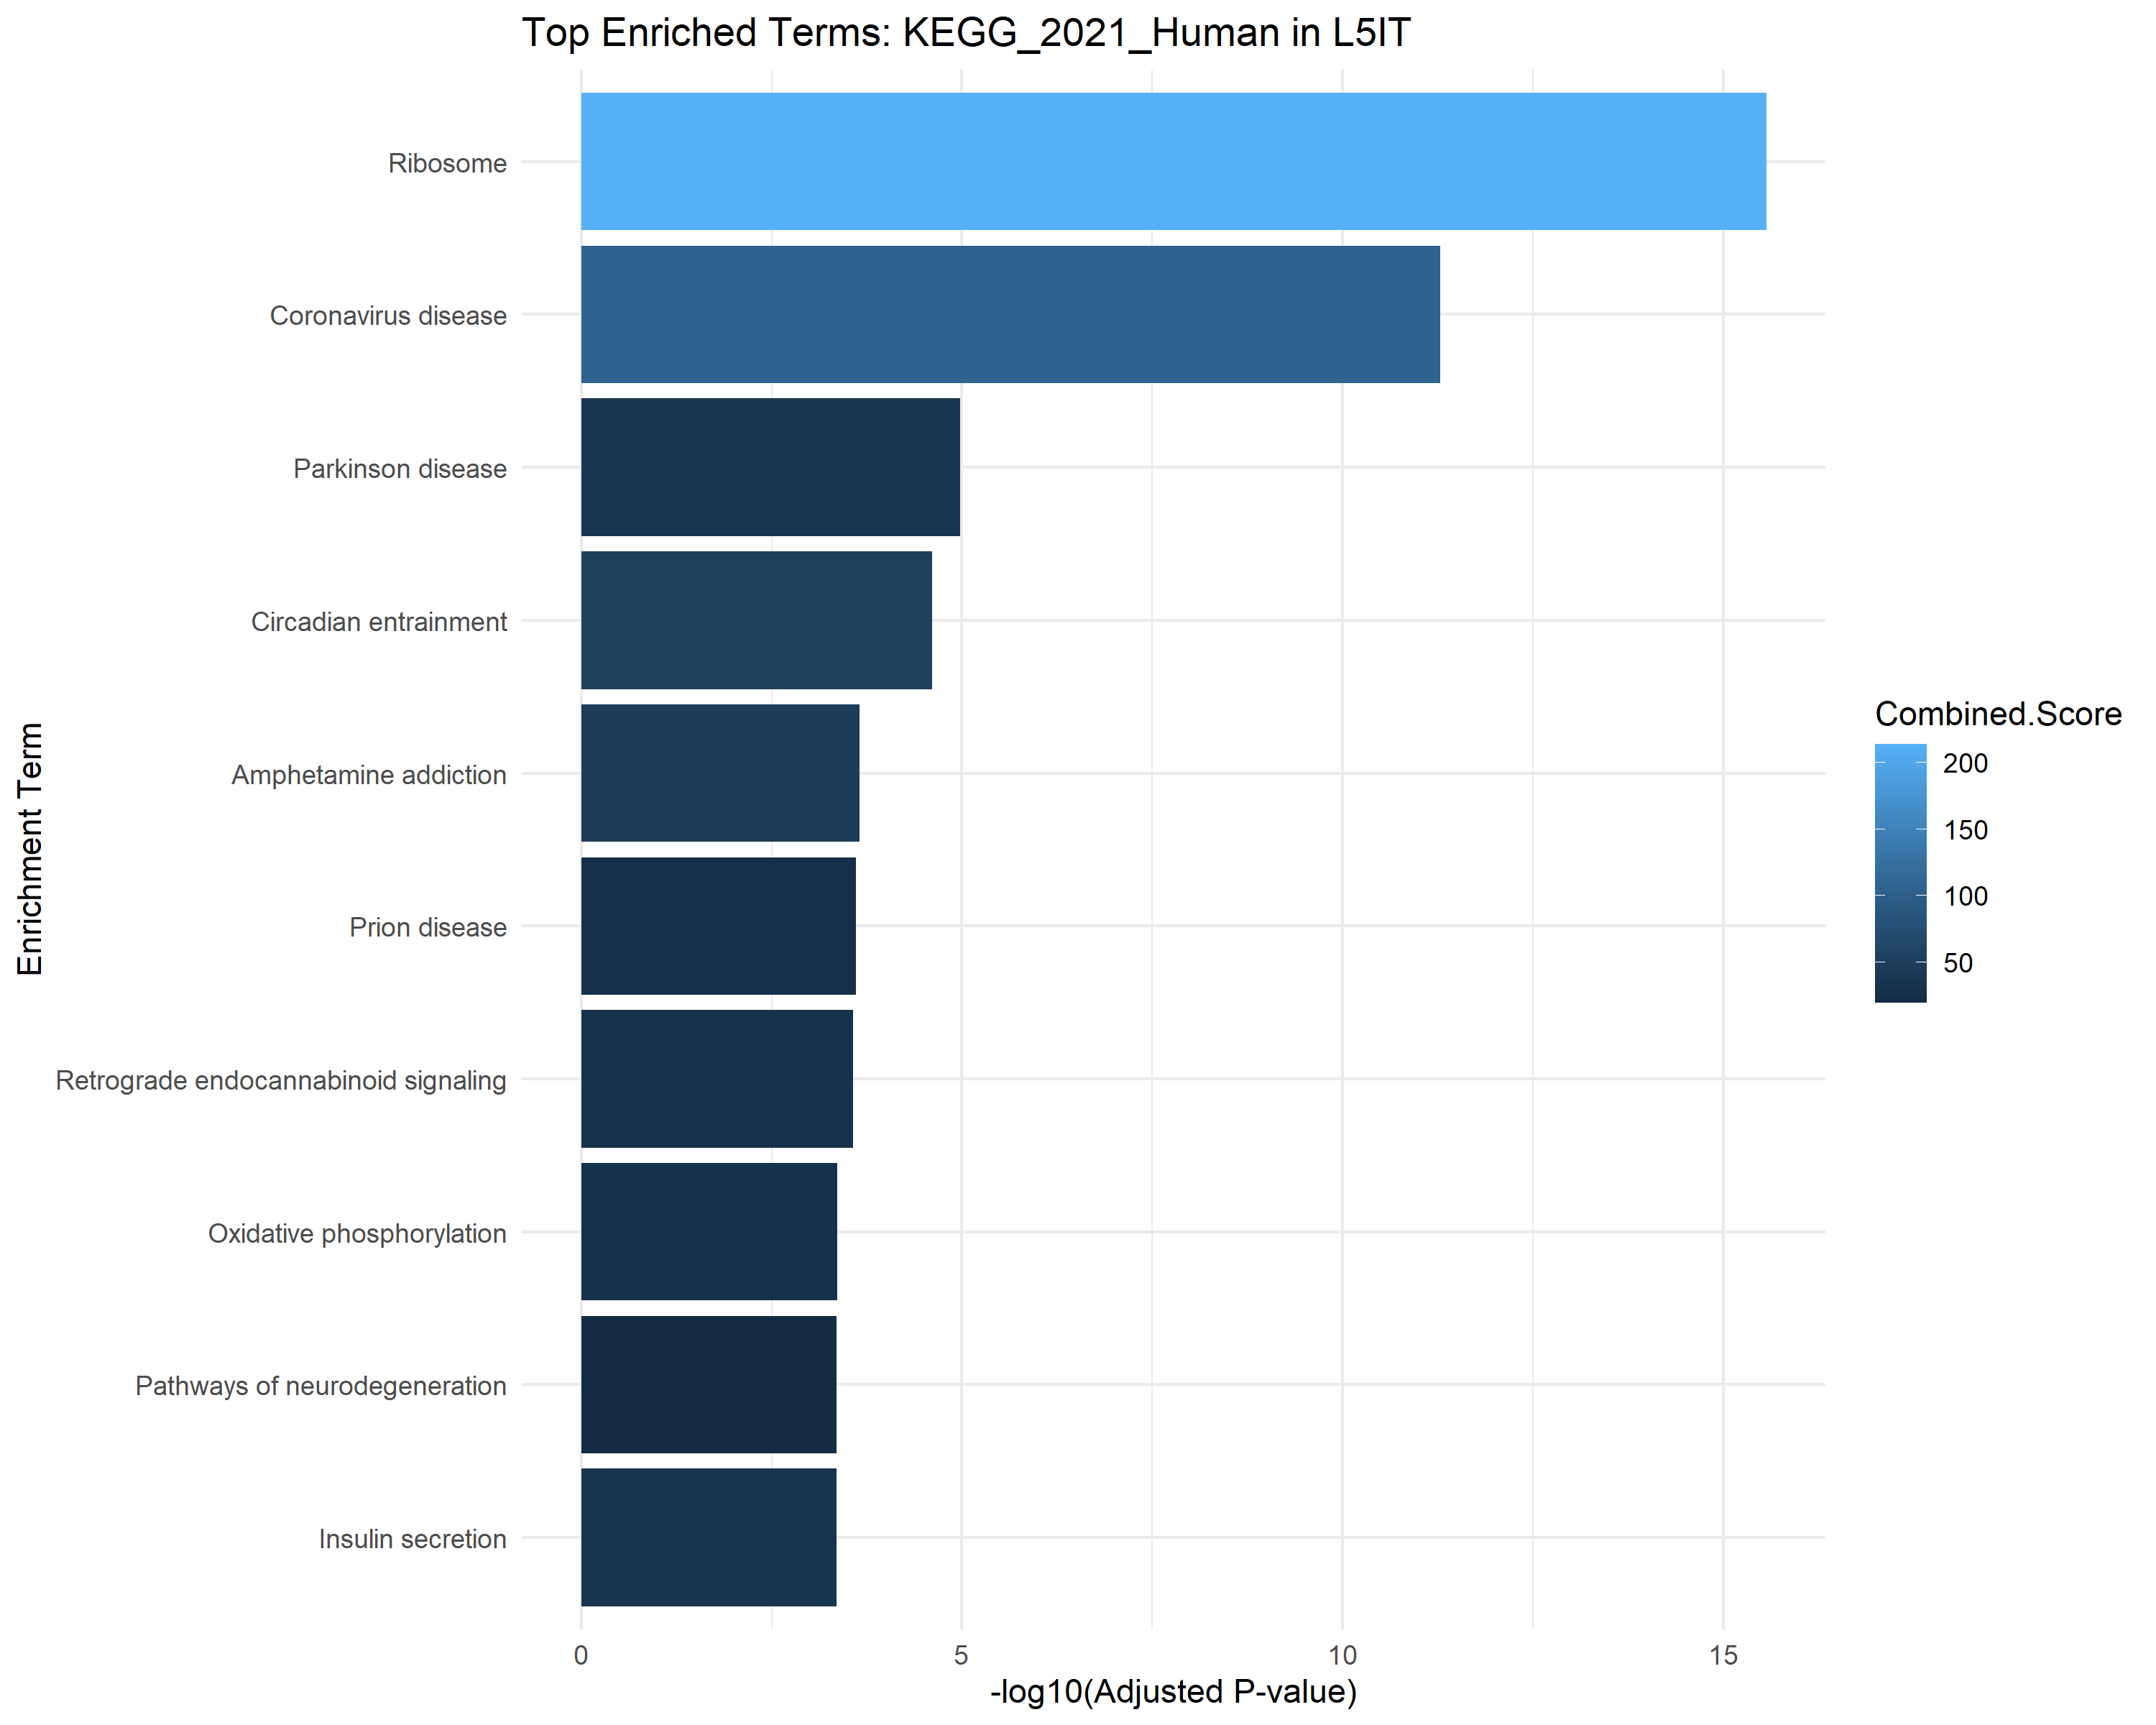 Top Enriched Terms: KEGG_2021_Human in L5IT
Enrichment Term
Ribosome
Coronavirus disease
Parkinson disease
Circadian entrainment
Amphetamine addiction
Prion disease
Retrograde endocannabinoid signaling
Oxidative phosphorylation
Pathways of neurodegeneration
Insulin secretion
0 5 10 15
-log10(Adjusted P-value)
Combined.Score
200
150
100
50